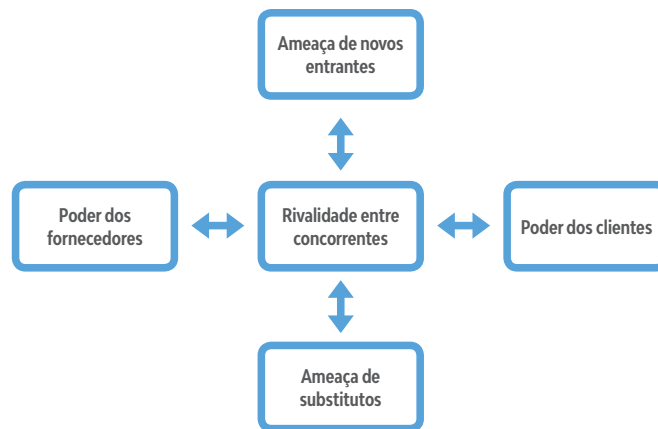 Ameaça de novos
entrantes
Poder dos
fornecedores
Rivalidade entre
concorrentes
Poder dos clientes
Ameaça de
substitutos